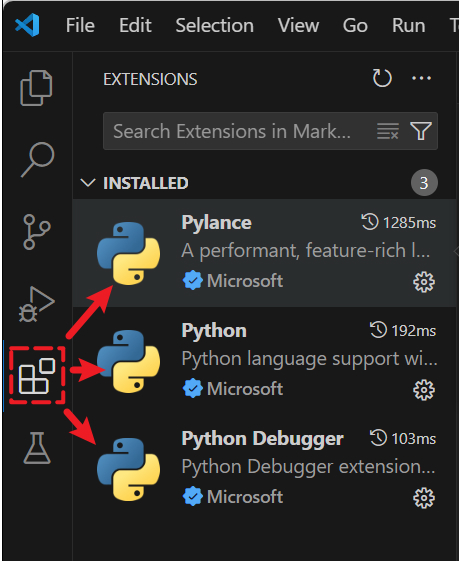 File Edit Selection View Go Run
EXTENSIONS
Search Extensions in Mark...
INSTALLED 3
Pylance 1285ms
A performant, feature-rich l...
Microsoft
Python 192ms
Python language support wi...
Microsoft
Python Debugger 103ms
Python Debugger extension...
Microsoft